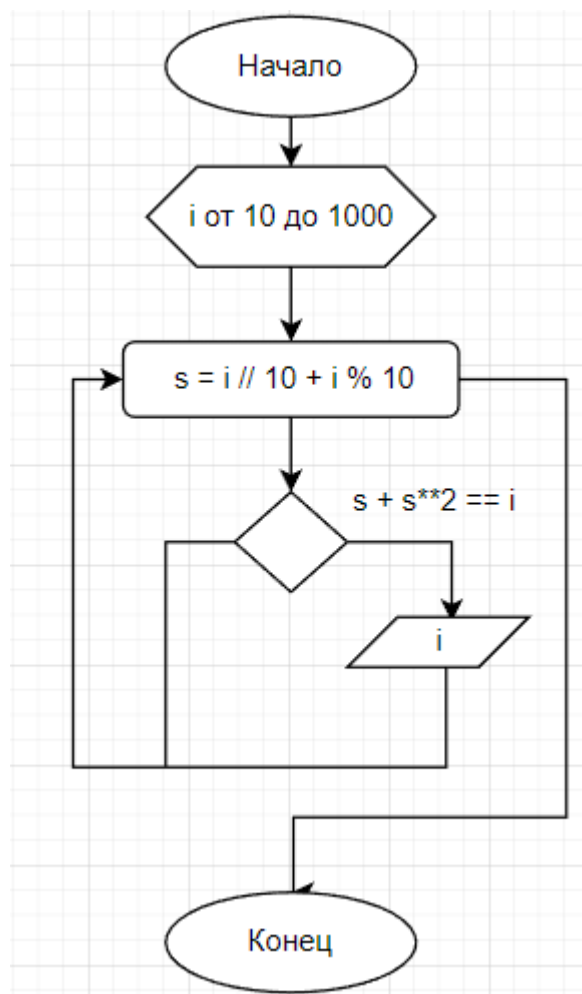 Начало
i от 10 до 1000
s = i // 10 + i % 10
s + s**2 == i
i
Конец